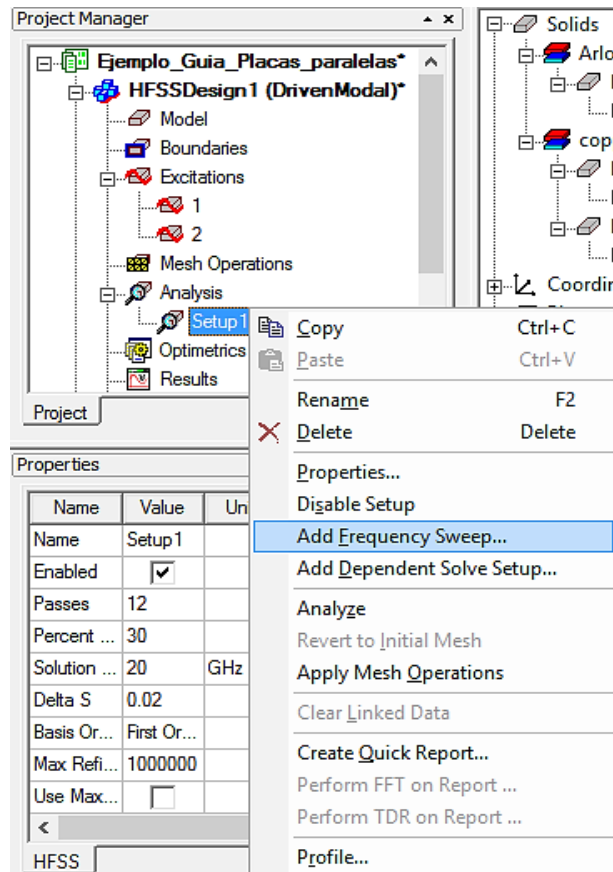 Project Manager
Ejemplo_Guia_Placas_paralelas*
HFSSDesign1 (DrivenModal)*
Model
Boundaries
Excitations
1
2
Mesh Operations
Analysis
Setup1
Optimetrics
Results
Project
Solids
Coordin
Copy Ctrl+C
Paste Ctrl+V
Rename F2
Delete Delete
Properties...
Disable Setup
Add Frequency Sweep...
Add Dependent Solve Setup...
Analyze
Revert to Initial Mesh
Apply Mesh Operations
Clear Linked Data
Create Quick Report...
Perform FFT on Report ...
Perform TDR on Report ...
Profile...
Properties
Name Value Un
Name Setup1
Enabled
Passes 12
Percent ... 30
Solution ... 20 GHz
Delta S 0.02
Basis Or... First Or...
Max Refi... 1000000
Use Max...
HFSS